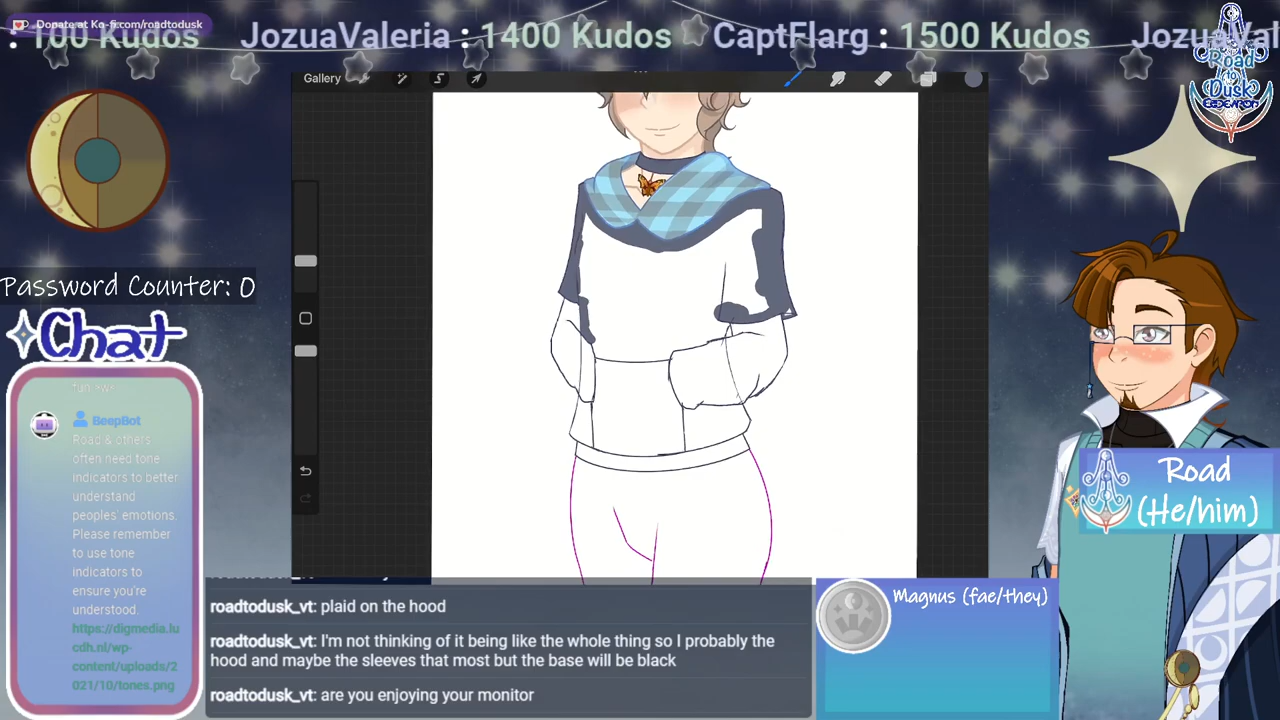 Donate at Ko-fi.com/roadtodusk
: 100 Kudos JozuaValeria : 1400 Kudos CaptFlarg : 1500 Kudos JozuaVal
Road
to
Dusk
Gallery
Password Counter: 0
Chat
BeepBot
Road & others
often need tone
indicators to better
understand
peoples' emotions.
Please remember
to use tone
indicators to
ensure you're
understood.
https://digmedia.lu
cdh.nl/wp-
content/uploads/2
021/10/tones.png
roadtodusk_vt: plaid on the hood
roadtodusk_vt: I'm not thinking of it being like the whole thing so I probably the
hood and maybe the sleeves that most but the base will be black
roadtodusk_vt: are you enjoying your monitor
Magnus (fae/they)
Road
(He/him)